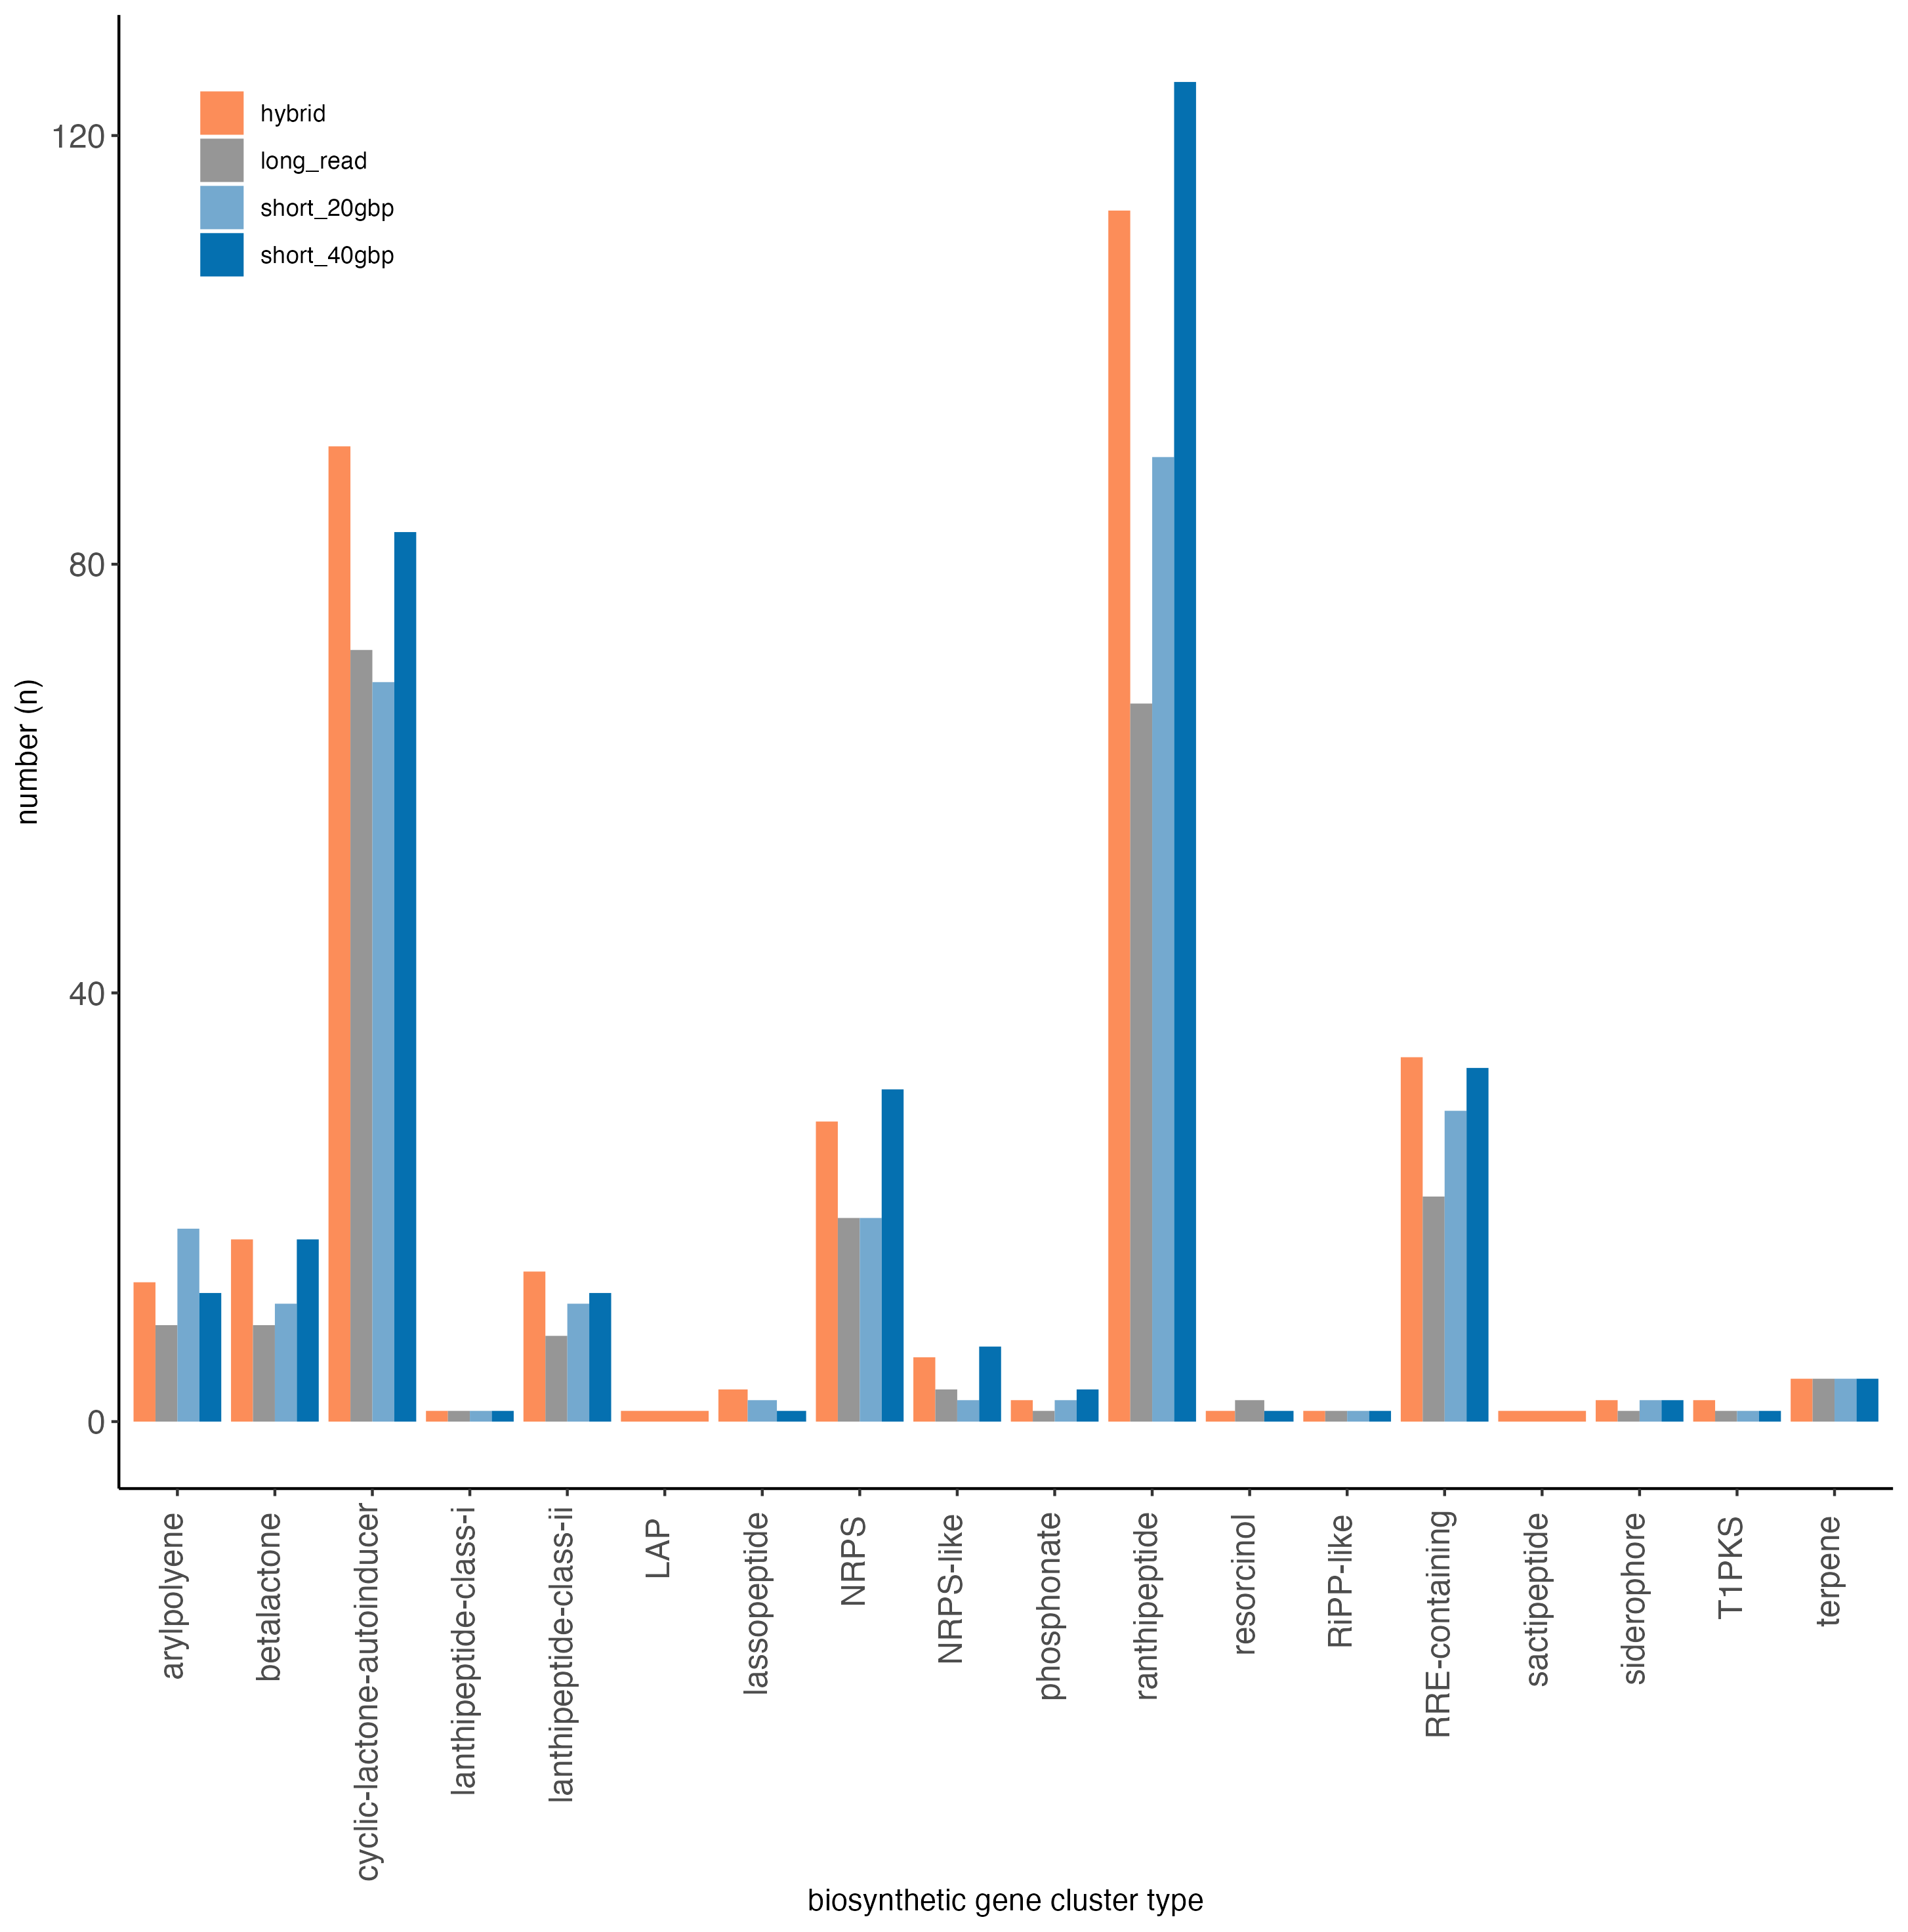 hybrid
long_read
short_20gbp
short_40gbp
120
80
40
0
number (n)
arylpolyene
betalactone
cyclic-lactone-autoinducer
lanthipeptide-class-i
lanthipeptide-class-ii
LAP
lassopeptide
NRPS
NRPS-like
phosphonate
ranthipeptide
resorcinol
RiPP-like
RRE-containing
sactipeptide
siderophore
T1PKS
terpene
biosynthetic gene cluster type